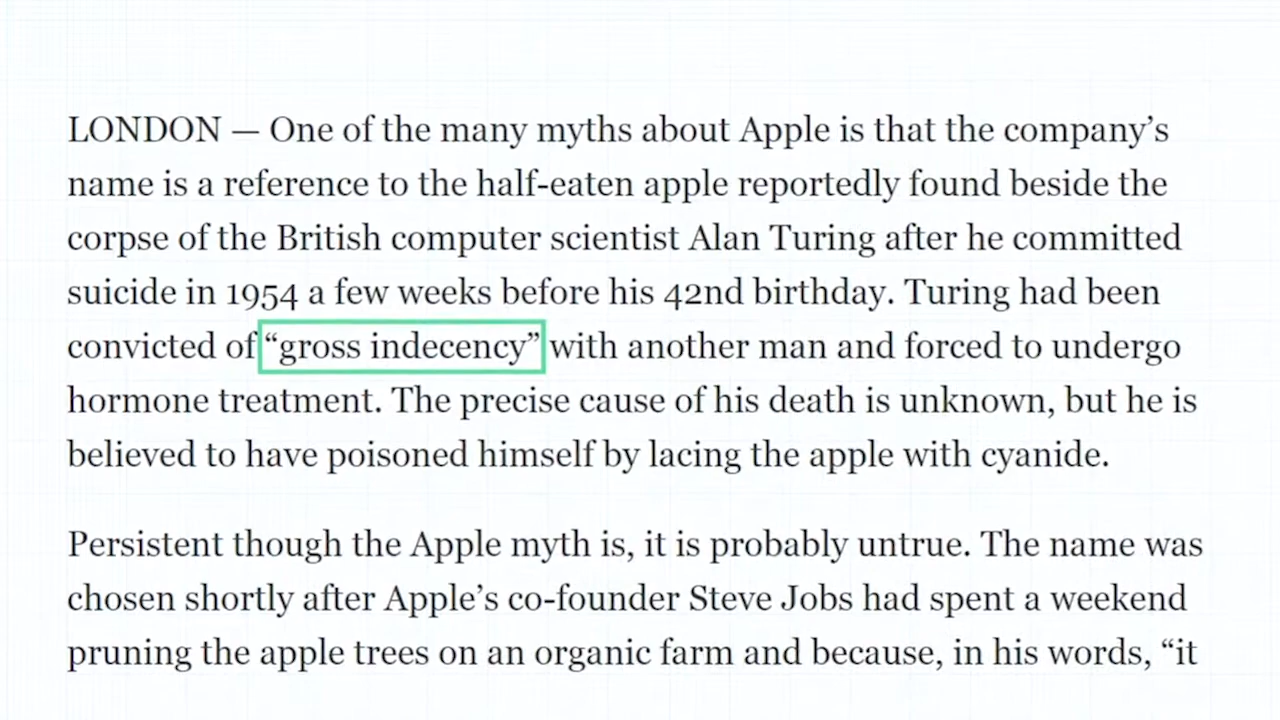 LONDON — One of the many myths about Apple is that the company’s
name is a reference to the half-eaten apple reportedly found beside the
corpse of the British computer scientist Alan Turing after he committed
suicide in 1954 a few weeks before his 42nd birthday. Turing had been
convicted of “gross indecency” with another man and forced to undergo
hormone treatment. The precise cause of his death is unknown, but he is
believed to have poisoned himself by lacing the apple with cyanide.
Persistent though the Apple myth is, it is probably untrue. The name was
chosen shortly after Apple’s co-founder Steve Jobs had spent a weekend
pruning the apple trees on an organic farm and because, in his words, “it